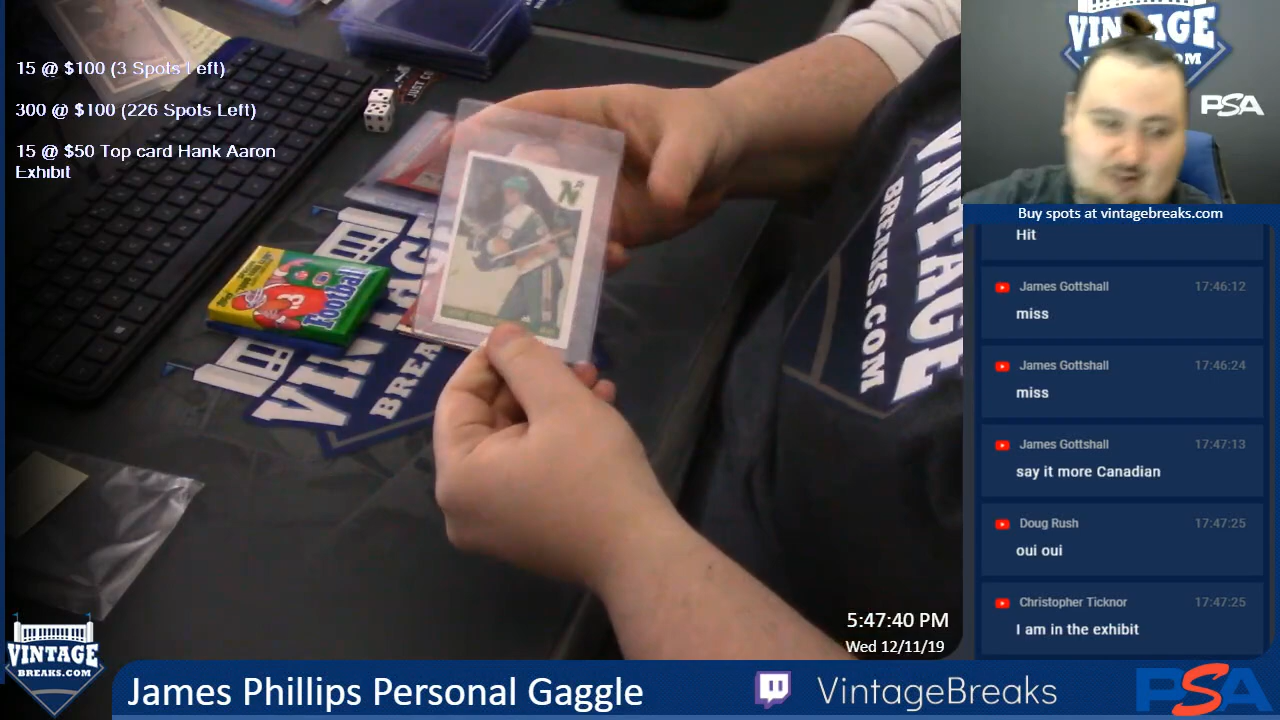 15 @ $100 (3 Spots Left)
300 @ $100 (226 Spots Left)
15 @ $50 Top card Hank Aaron
Exhibit
JUST
Football
VINTAGE
BREAKS.COM
VINTAGE
PSA
Buy spots at vintagebreaks.com
Hit
James Gottshall 17:46:12
miss
James Gottshall 17:46:24
miss
James Gottshall 17:47:13
say it more Canadian
Doug Rush 17:47:25
oui oui
Christopher Ticknor 17:47:25
I am in the exhibit
5:47:40 PM
Wed 12/11/19
VINTAGE
BREAKS.COM
James Phillips Personal Gaggle
VintageBreaks
PSA